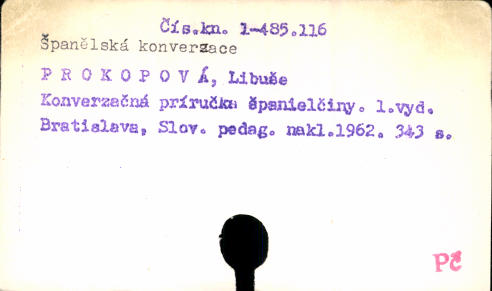 Čís.kn. 1-485.116
Španělská konverzace
P R O K O P O V Á, Libuše
Konverzačná príručka španielčiny. 1.vyd.
Bratislava, Slov. pedag. nakl.1962. 343 s.
Pč